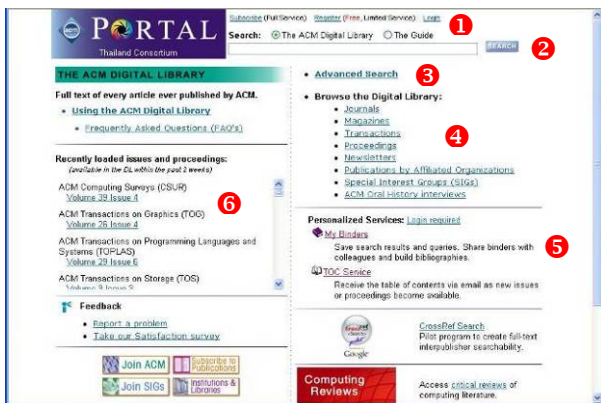 acm
PORTAL
Thailand Consortium
Subscribe (Full Service) Register (Free, Limited Service) Login
Search: The ACM Digital Library The Guide
SEARCH
1
2
THE ACM DIGITAL LIBRARY
Full text of every article ever published by ACM.
Using the ACM Digital Library
Frequently Asked Questions (FAQ's)
Recently loaded issues and proceedings:
(available in the DL within the past 2 weeks)
ACM Computing Surveys (CSUR)
Volume 39 Issue 4
6
ACM Transactions on Graphics (TOG)
Volume 26 Issue 4
ACM Transactions on Programming Languages and
Systems (TOPLAS)
Volume 29 Issue 6
ACM Transactions on Storage (TOS)
Feedback
Report a problem
Take our Satisfaction survey
Join ACM
Subscribe to
Publications
Join SIGs
Institutions &
Libraries
Advanced Search
3
Browse the Digital Library:
Journals
Magazines
Transactions
4
Proceedings
Newsletters
Publications by Affiliated Organizations
Special Interest Groups (SIGs)
ACM Oral History interviews
Personalized Services: Login required
My Binders
5
Save search results and queries. Share binders with
colleagues and build bibliographies.
TOC Service
Receive the table of contents via email as new issues
or proceedings become available.
Google
CrossRef Search
Pilot program to create full-text
interpublisher searchability.
Computing
Reviews
Access critical reviews of
computing literature.